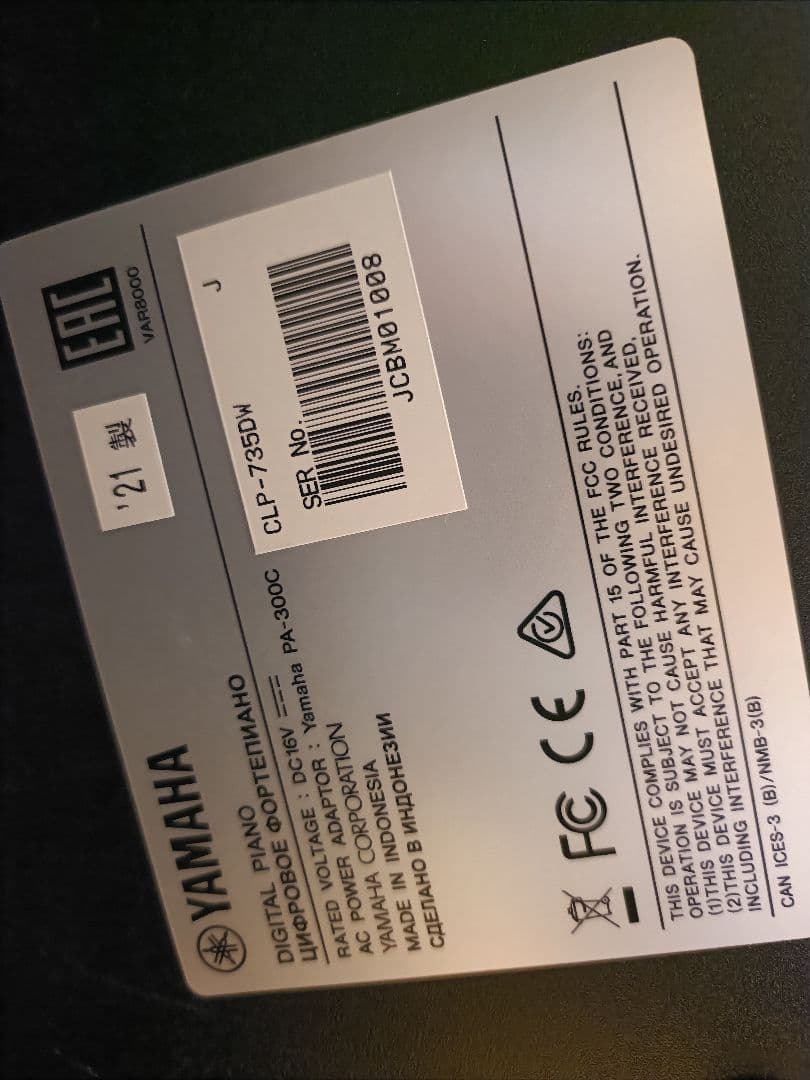 YAMAHA
'21 製
EAC
VAR8000
DIGITAL PIANO
ЦИФРОВОЕ ФОРТЕПИАНО
J
CLP-735DW
SER No.
JCBM01008
RATED VOLTAGE : DC16V
AC POWER ADAPTOR : Yamaha PA-300C
YAMAHA CORPORATION
MADE IN INDONESIA
СДЕЛАНО В ИНДОНЕЗИИ
FC CE
THIS DEVICE COMPLIES WITH PART 15 OF THE FCC RULES.
OPERATION IS SUBJECT TO THE FOLLOWING TWO CONDITIONS:
(1)THIS DEVICE MAY NOT CAUSE HARMFUL INTERFERENCE, AND
(2)THIS DEVICE MUST ACCEPT ANY INTERFERENCE RECEIVED,
INCLUDING INTERFERENCE THAT MAY CAUSE UNDESIRED OPERATION.
CAN ICES-3 (B)/NMB-3(B)